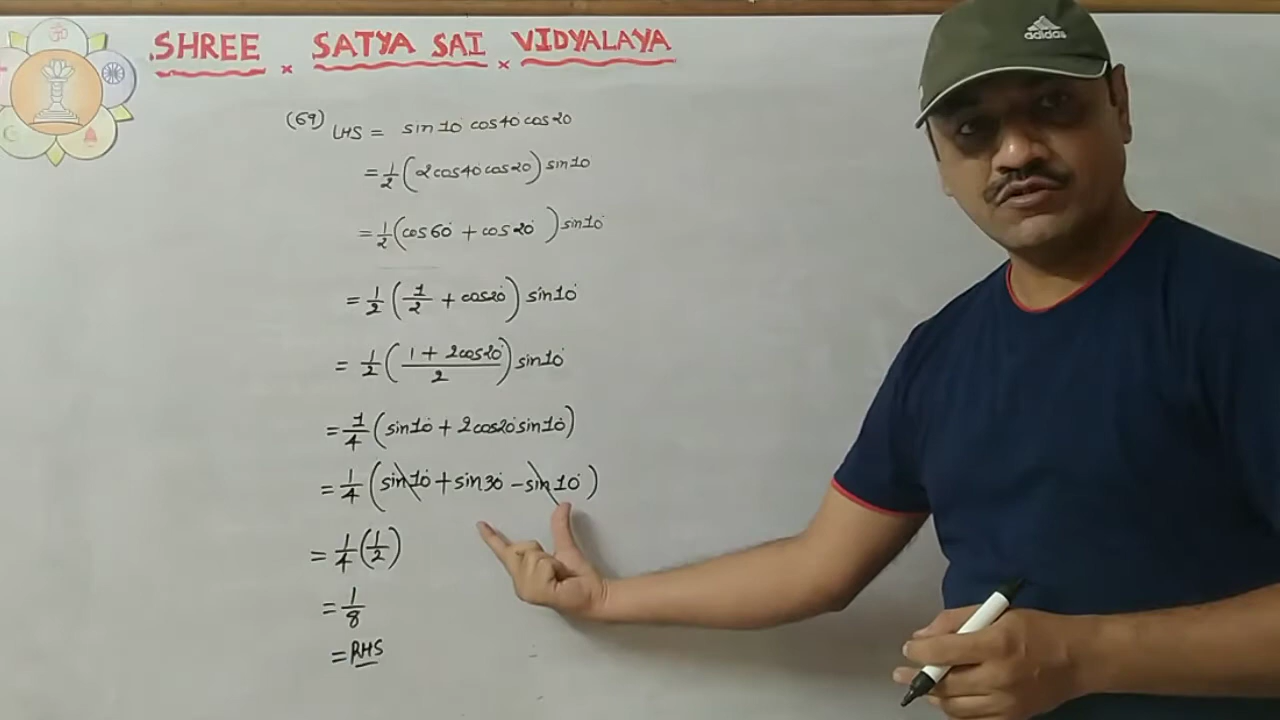 SHREE × SATYA SAI × VIDYALAYA
adidas
(69) LHS = sin10° cos40° cos20
= 1/2 (2cos40°cos20) sin10
= 1/2 (cos60° + cos20°) sin10°
= 1/2 (1/2 + cos20°) sin10°
= 1/2 ((1 + 2cos20°)/2) sin10°
= 1/4 (sin10° + 2cos20°sin10°)
= 1/4 (sin10° + sin30° - sin10°)
= 1/4 (1/2)
= 1/8
= RHS